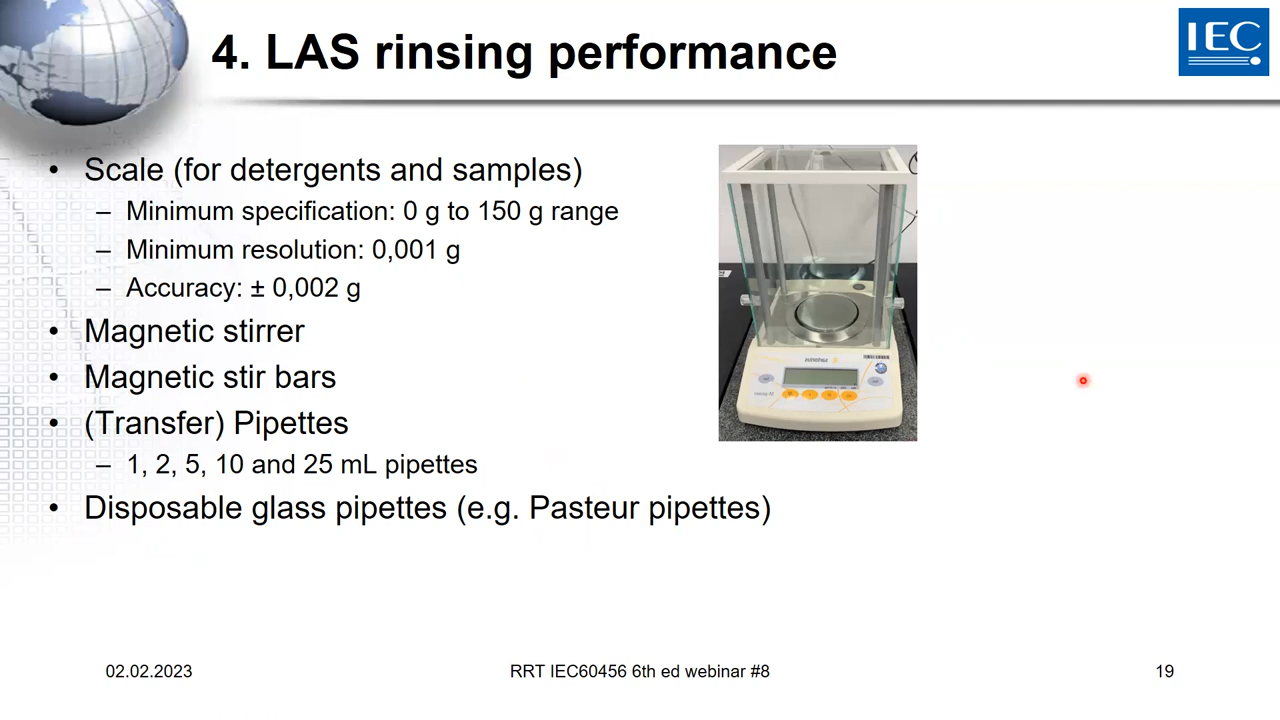 4. LAS rinsing performance
IEC
• Scale (for detergents and samples)
– Minimum specification: 0 g to 150 g range
– Minimum resolution: 0,001 g
– Accuracy: ± 0,002 g
• Magnetic stirrer
• Magnetic stir bars
• (Transfer) Pipettes
– 1, 2, 5, 10 and 25 mL pipettes
• Disposable glass pipettes (e.g. Pasteur pipettes)
02.02.2023
RRT IEC60456 6th ed webinar #8
19